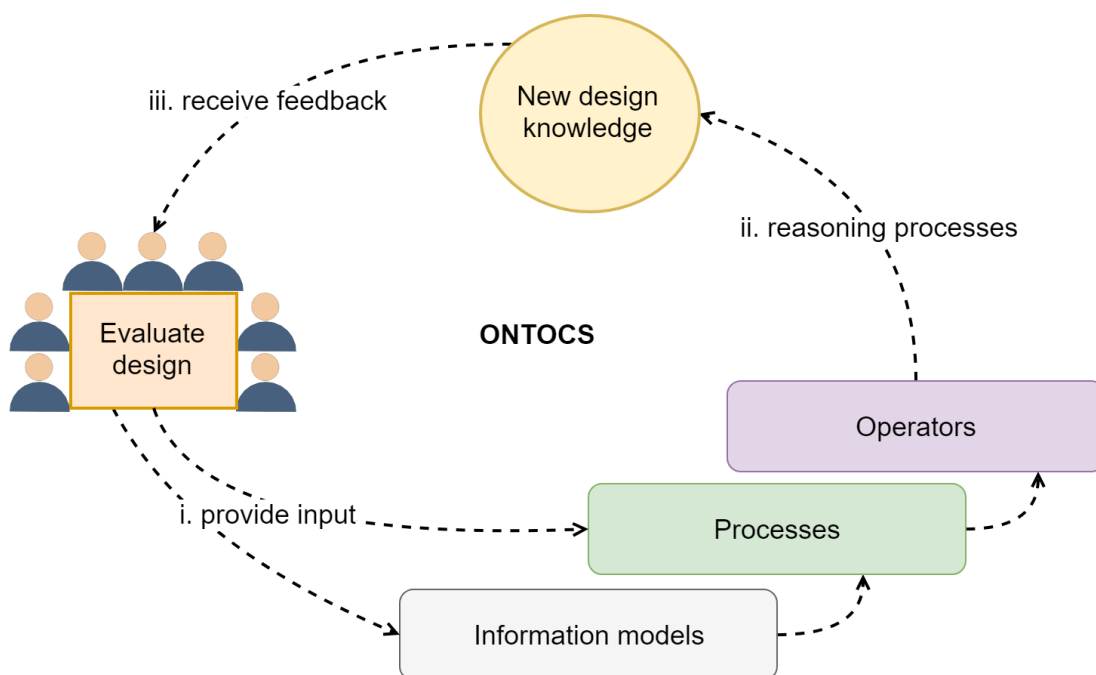 New design
knowledge
iii. receive feedback
ii. reasoning processes
Evaluate
design
ONTOCS
Operators
i. provide input
Processes
Information models